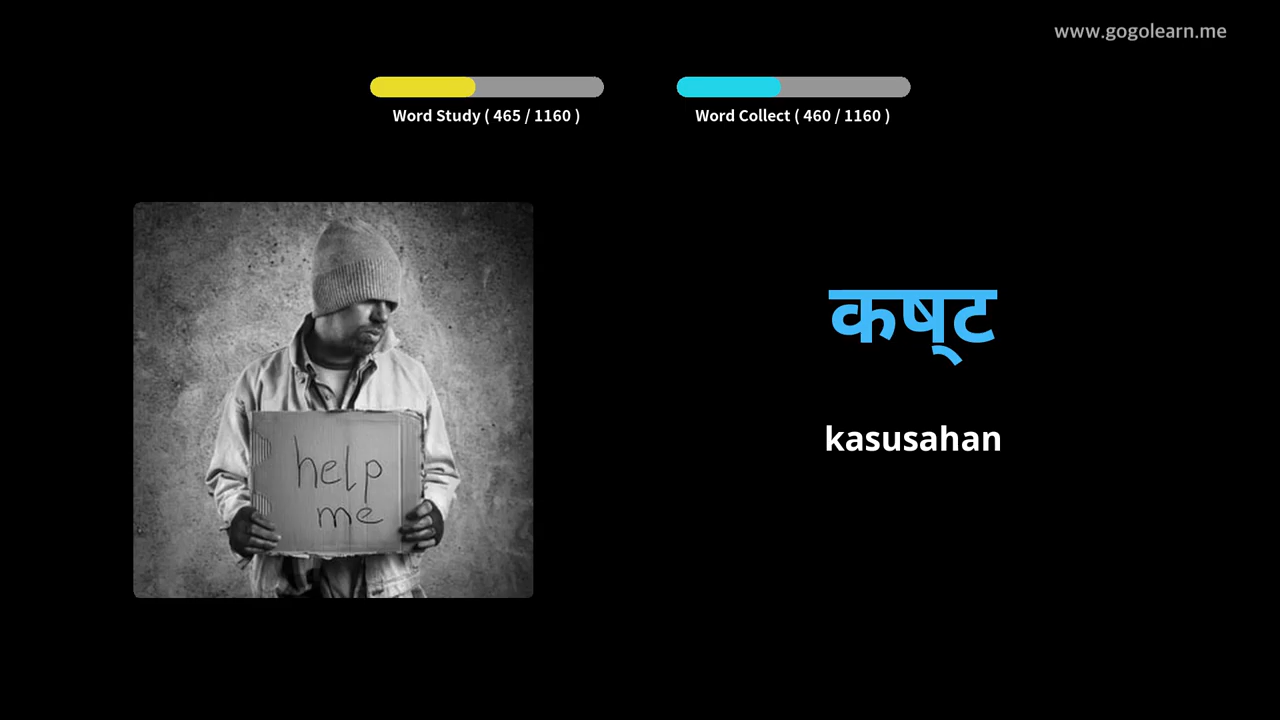 www.gogolearn.me
Word Study ( 465 / 1160 )
Word Collect ( 460 / 1160 )
help
me
कष्ट
kasusahan